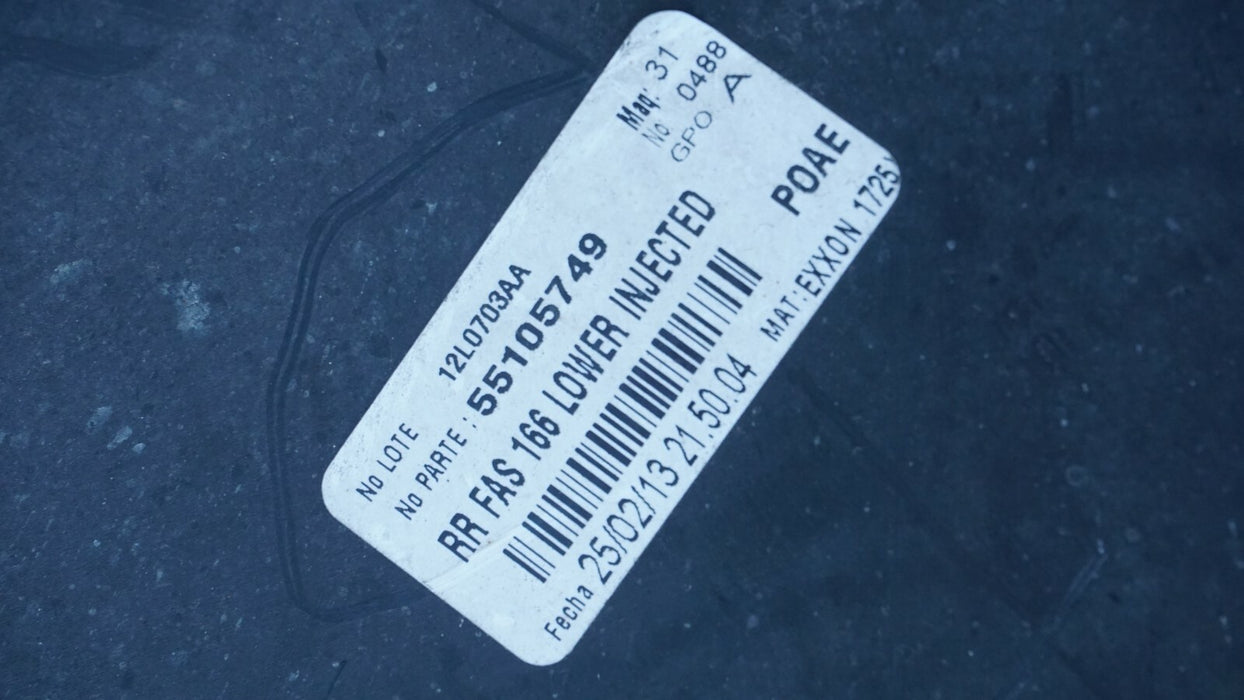 Maq: 31
No 0488
GPO A
No LOTE 12L0703AA
No PARTE : 55105749
RR FAS 166 LOWER INJECTED
POAE
Fecha 25/02/13 21.50.04
MAT:EXXON 1725